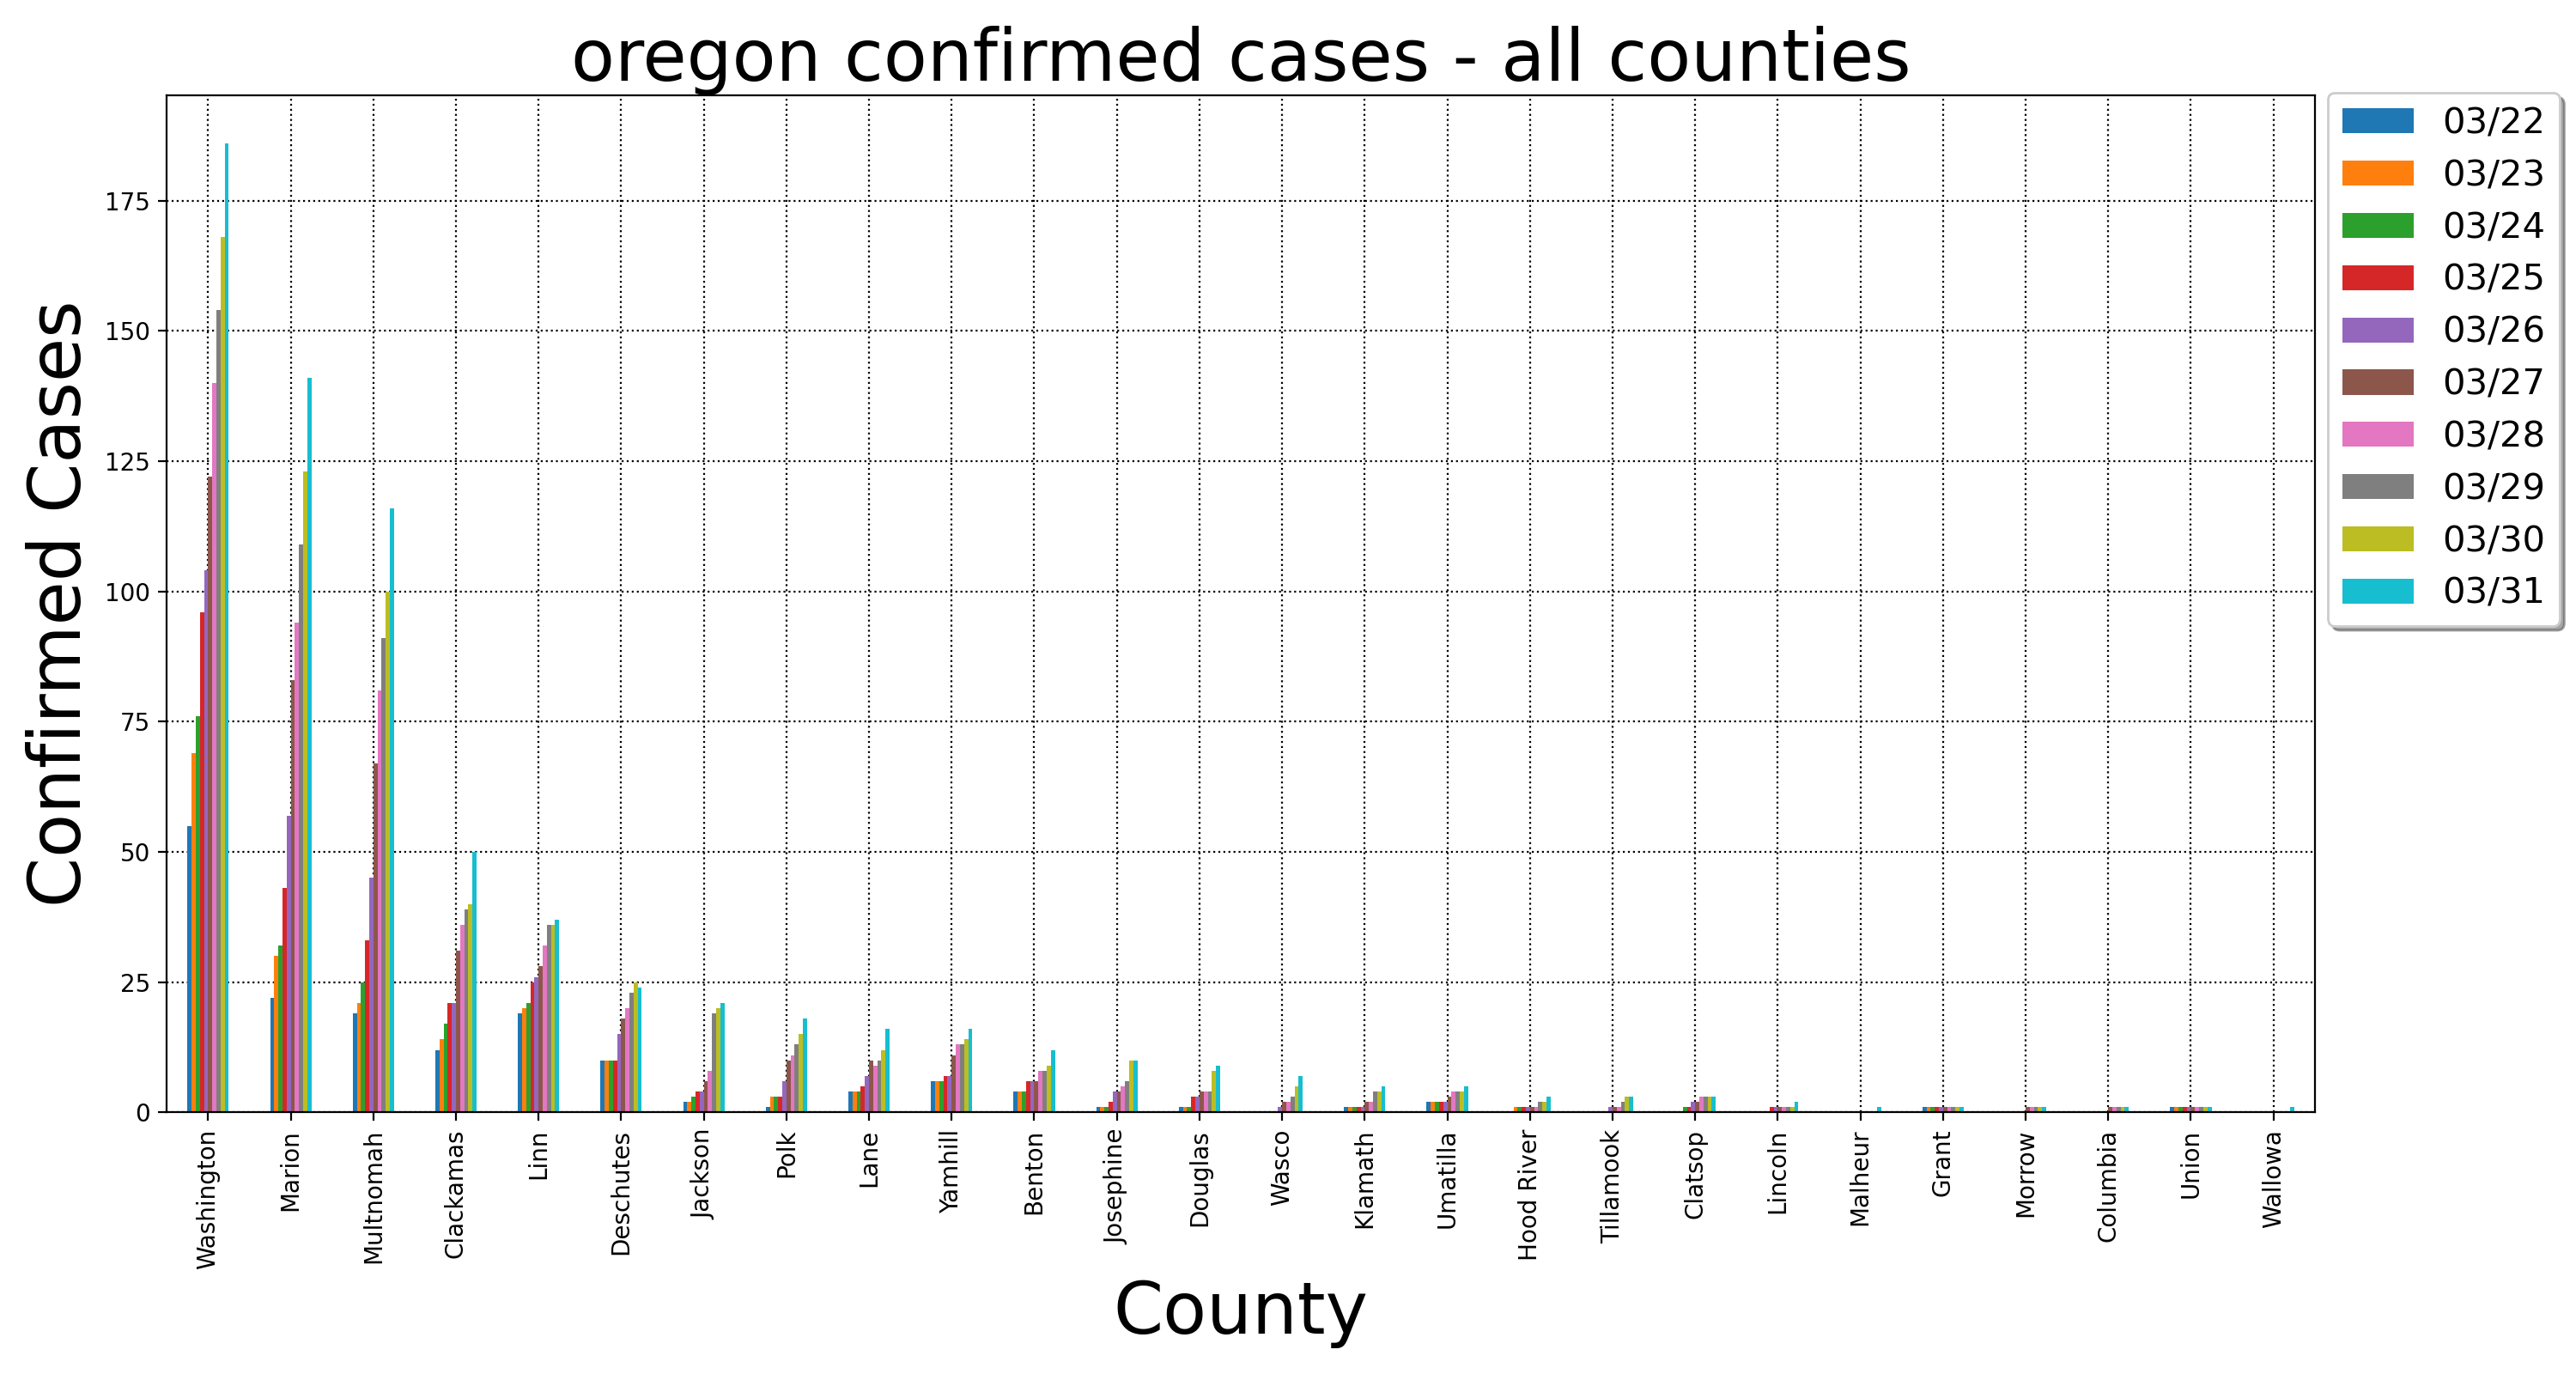 oregon confirmed cases - all counties
Confirmed Cases
175
150
125
100
75
50
25
0
Washington
Marion
Multnomah
Clackamas
Linn
Deschutes
Jackson
Polk
Lane
Yamhill
Benton
Josephine
Douglas
Wasco
Klamath
Umatilla
Hood River
Tillamook
Clatsop
Lincoln
Malheur
Grant
Morrow
Columbia
Union
Wallowa
County
03/22
03/23
03/24
03/25
03/26
03/27
03/28
03/29
03/30
03/31